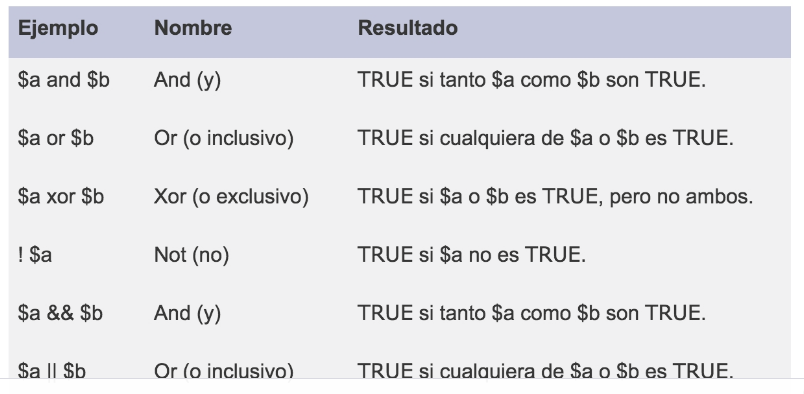 Ejemplo Nombre Resultado
$a and $b And (y) TRUE si tanto $a como $b son TRUE.
$a or $b Or (o inclusivo) TRUE si cualquiera de $a o $b es TRUE.
$a xor $b Xor (o exclusivo) TRUE si $a o $b es TRUE, pero no ambos.
! $a Not (no) TRUE si $a no es TRUE.
$a && $b And (y) TRUE si tanto $a como $b son TRUE.
$a || $b Or (o inclusivo) TRUE si cualquiera de $a o $b es TRUE.